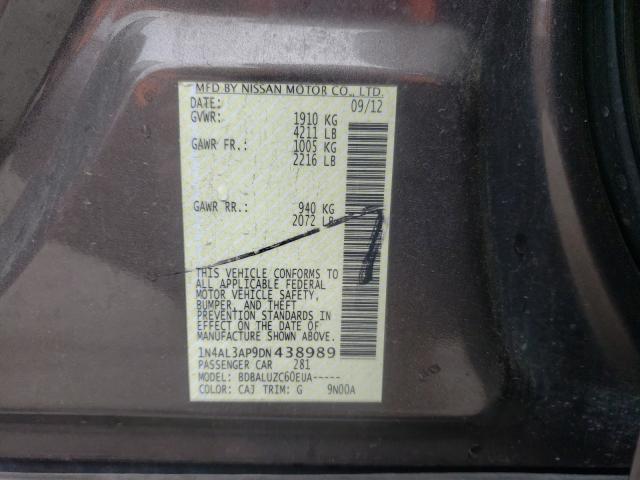 MFD BY NISSAN MOTOR CO., LTD.
DATE: 09/12
GVWR: 1910 KG
4211 LB
GAWR FR.: 1005 KG
2216 LB
GAWR RR.: 940 KG
2072 LB
THIS VEHICLE CONFORMS TO
ALL APPLICABLE FEDERAL
MOTOR VEHICLE SAFETY,
BUMPER, AND THEFT
PREVENTION STANDARDS IN
EFFECT ON THE DATE OF
MANUFACTURE SHOWN ABOVE.
1N4AL3AP9DN438989
PASSENGER CAR 281
MODEL: BDBALUZC60EUA-----
COLOR: CAJ TRIM: G 9N00A